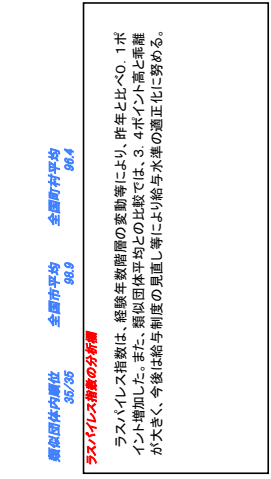 類似団体内順位 全国市平均 全国町村平均
35/35 98.9 96.4
ラスパイレス指数の分析欄
ラスパイレス指数は、経験年数階層の変動等により、昨年と比べ0.1ポ
イント増加した。また、類似団体平均との比較では、3.4ポイント高と乖離
が大きく、今後は給与制度の見直し等により給与水準の適正化に努める。